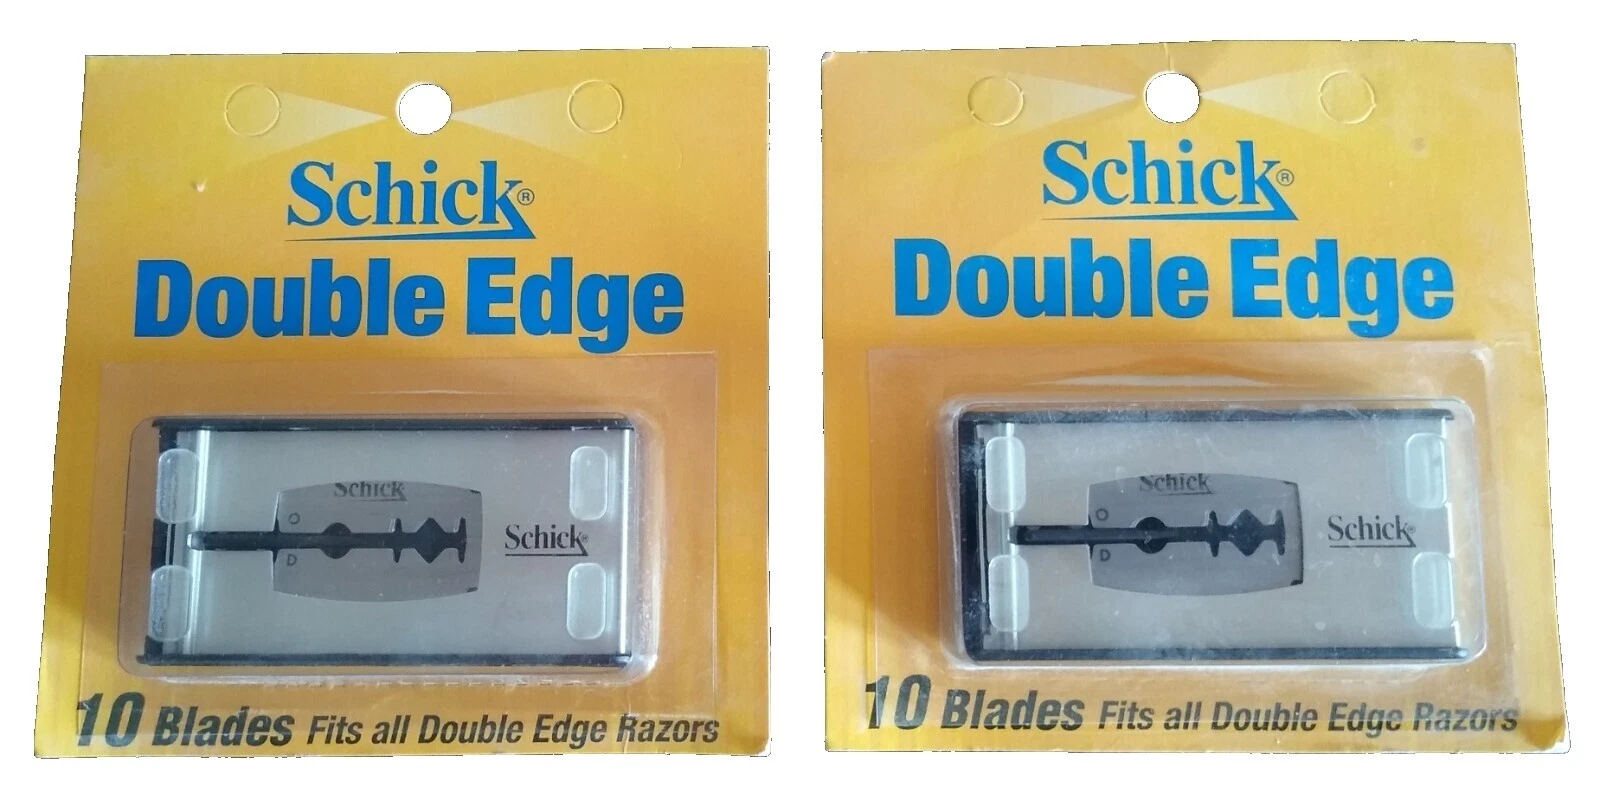 Schick®
Double Edge
Schick
O
D
Schick®
10 Blades Fits all Double Edge Razors
Schick®
Double Edge
Schick
O
D
Schick®
10 Blades Fits all Double Edge Razors